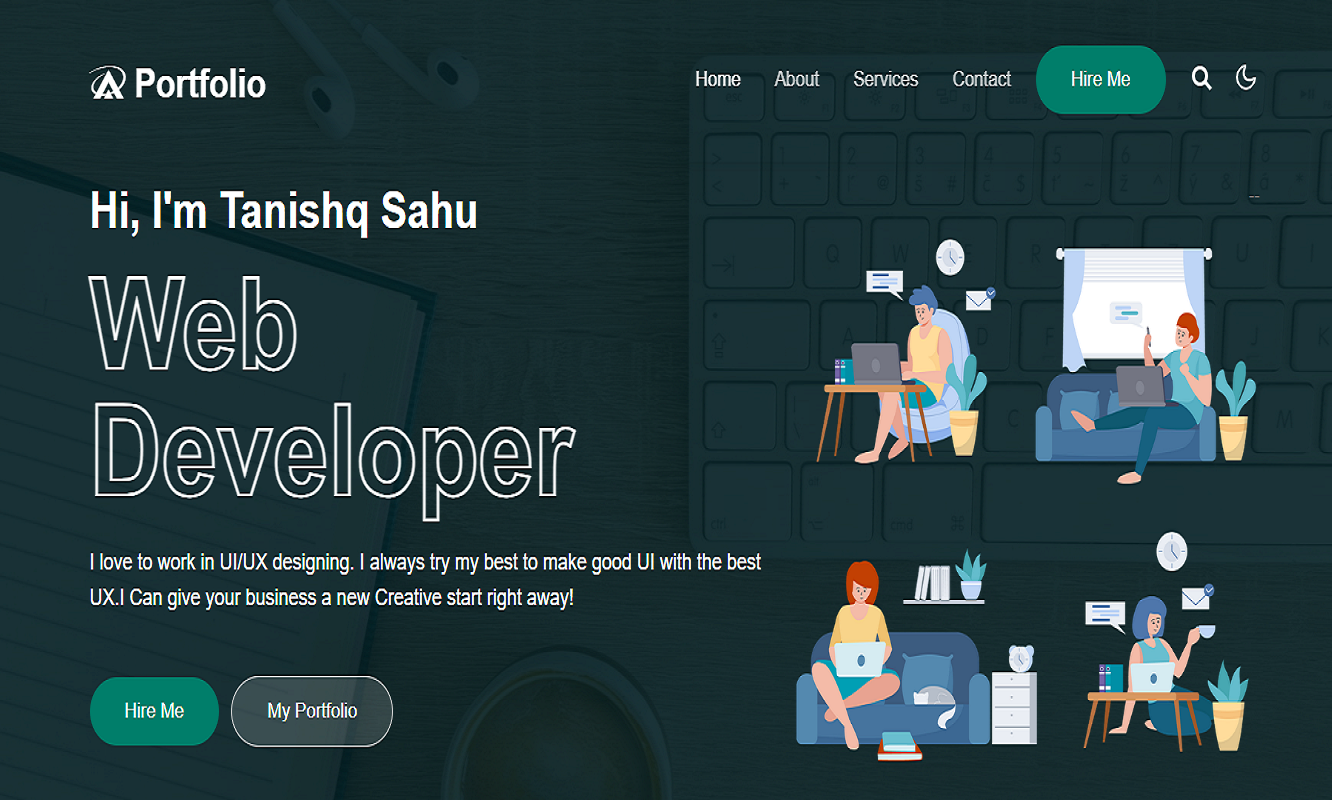 Portfolio
Home About Services Contact Hire Me
Hi, I'm Tanishq Sahu
Web
Developer
I love to work in UI/UX designing. I always try my best to make good UI with the best
UX.I Can give your business a new Creative start right away!
Hire Me My Portfolio